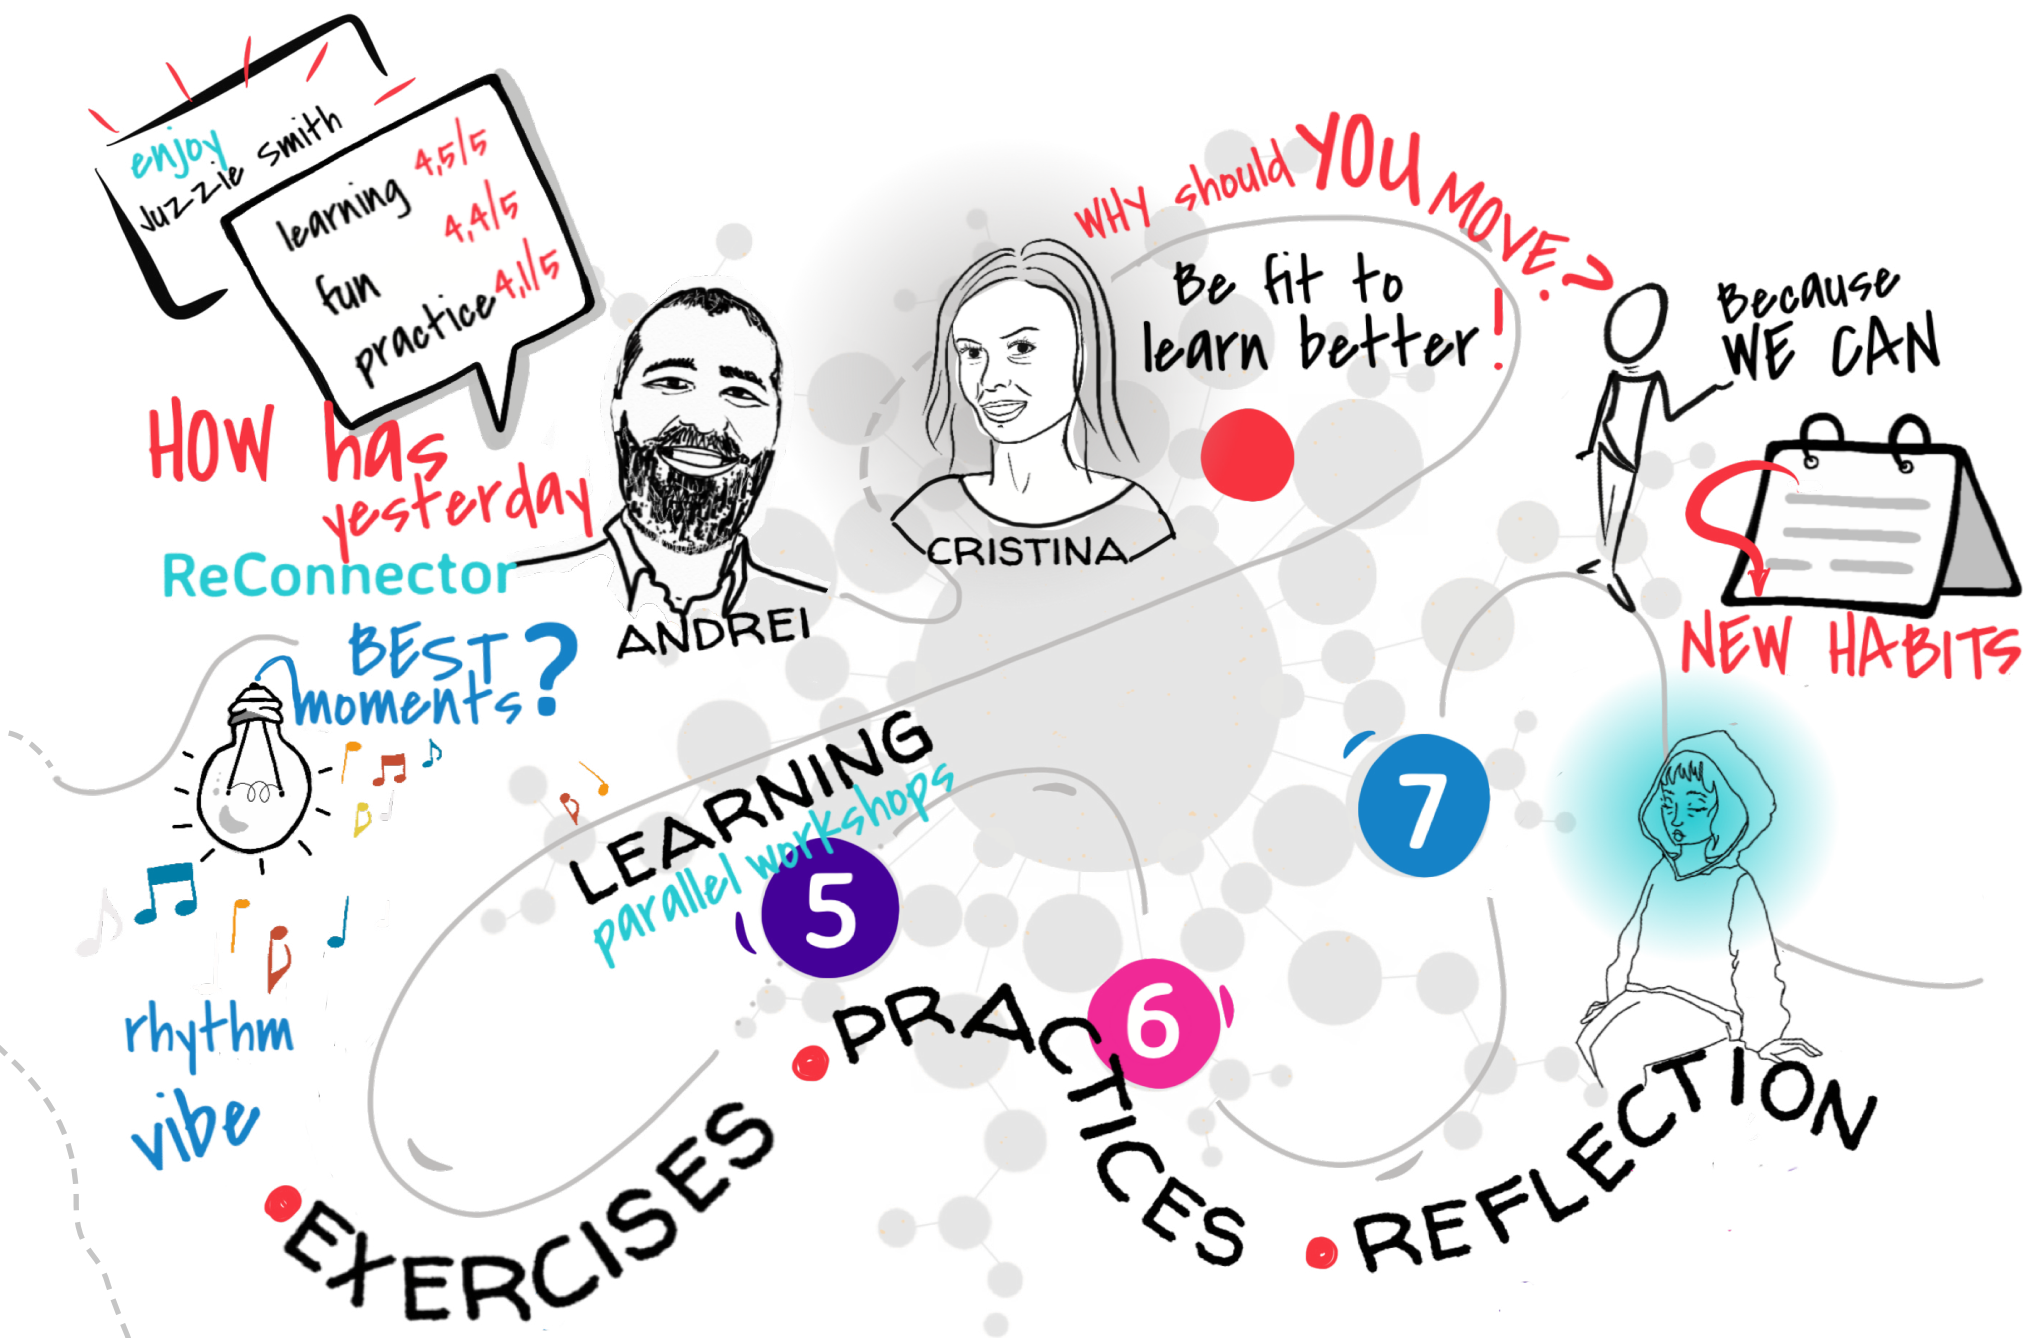 enjoy
Juzzie Smith
learning 4,5/5
fun 4,4/5
practice 4,1/5
HOW has
yesterday
ReConnector
BEST
moments?
ANDREI
CRISTINA
WHY should YOU MOVE?
Be fit to
learn better!
Because
WE CAN
NEW HABITS
rhythm
vibe
LEARNING
parallel workshops
5
6
7
EXERCISES
PRACTICES
REFLECTION